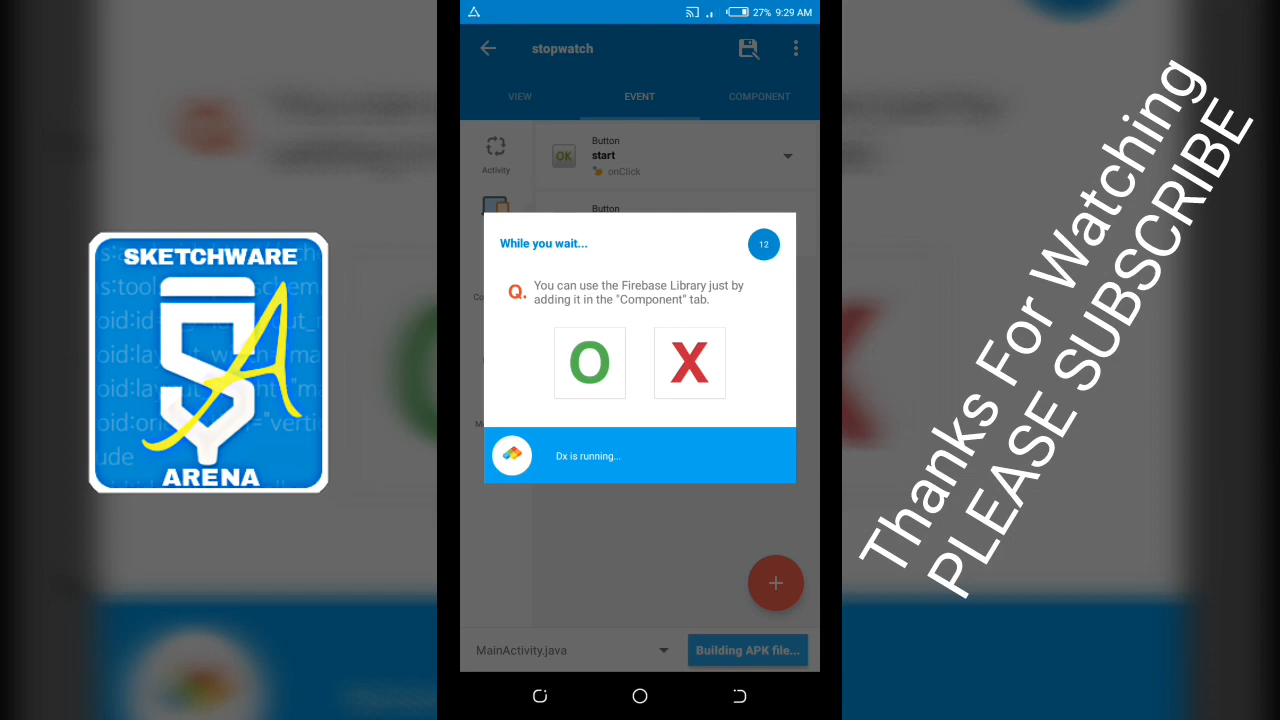 27% 9:29 AM
stopwatch
VIEW
EVENT
COMPONENT
Activity
OK
Button
start
onClick
Button
While you wait...
12
Q.
You can use the Firebase Library just by
adding it in the "Component" tab.
O
X
Dx is running...
MainActivity.java
Building APK file...
SKETCHWARE
ARENA
Thanks For Watching
PLEASE SUBSCRIBE